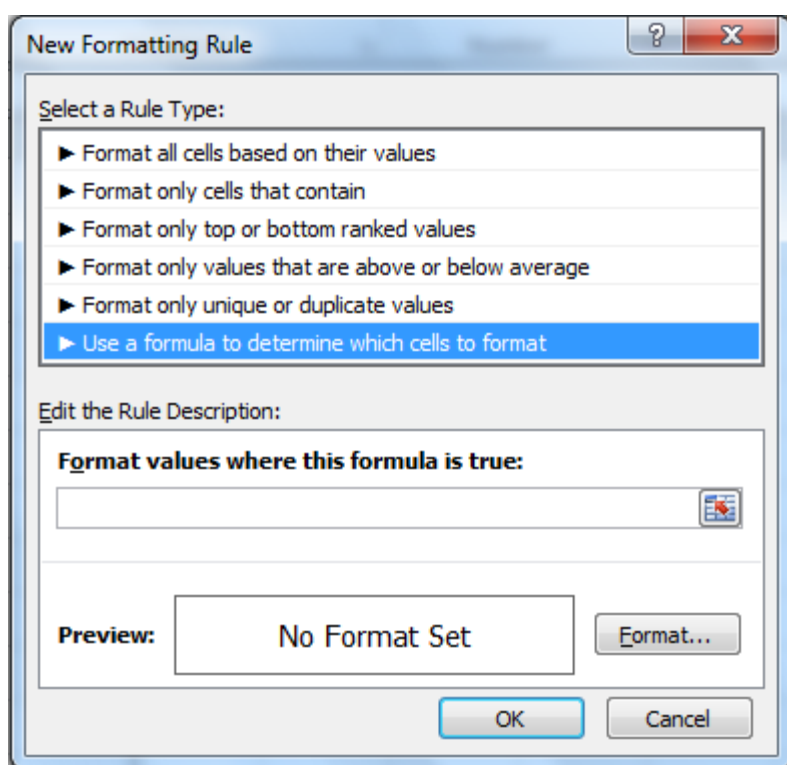 New Formatting Rule
Select a Rule Type:
► Format all cells based on their values
► Format only cells that contain
► Format only top or bottom ranked values
► Format only values that are above or below average
► Format only unique or duplicate values
► Use a formula to determine which cells to format
Edit the Rule Description:
Format values where this formula is true:
Preview: No Format Set Format...
OK Cancel